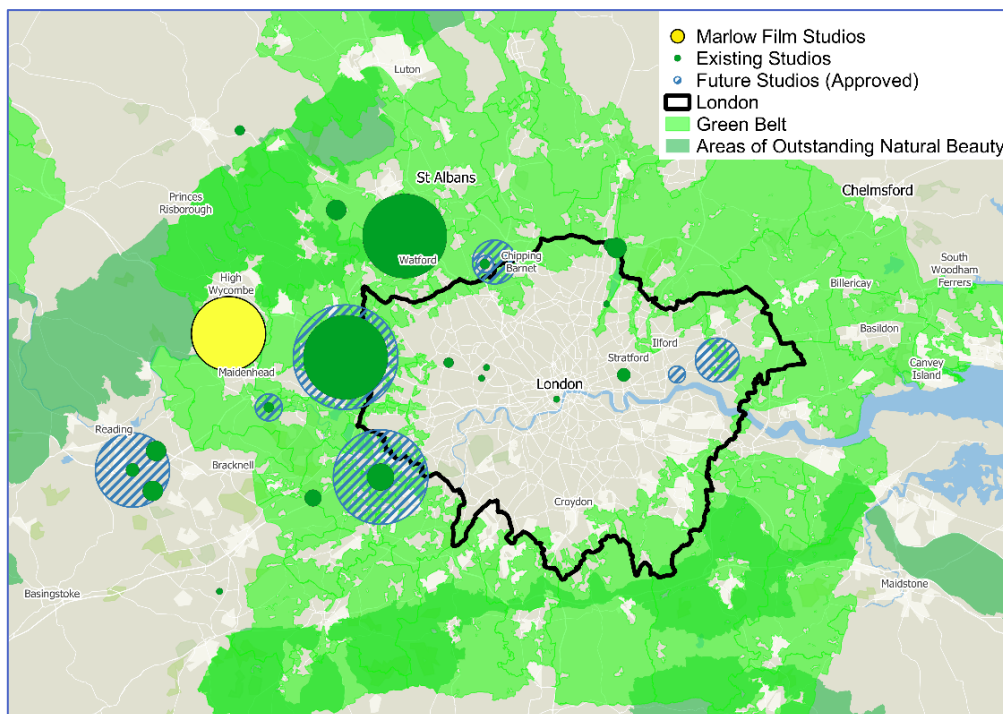 Marlow Film Studios
Existing Studios
Future Studios (Approved)
London
Green Belt
Areas of Outstanding Natural Beauty
Luton
St Albans
Chelmsford
Princes
Risborough
Watford
Chipping
Barnet
South
Woodham
Ferrers
High
Wycombe
Billericay
Basildon
Ilford
Stratford
Canvey
Island
Maidenhead
London
Reading
Bracknell
Croydon
Maidstone
Basingstoke